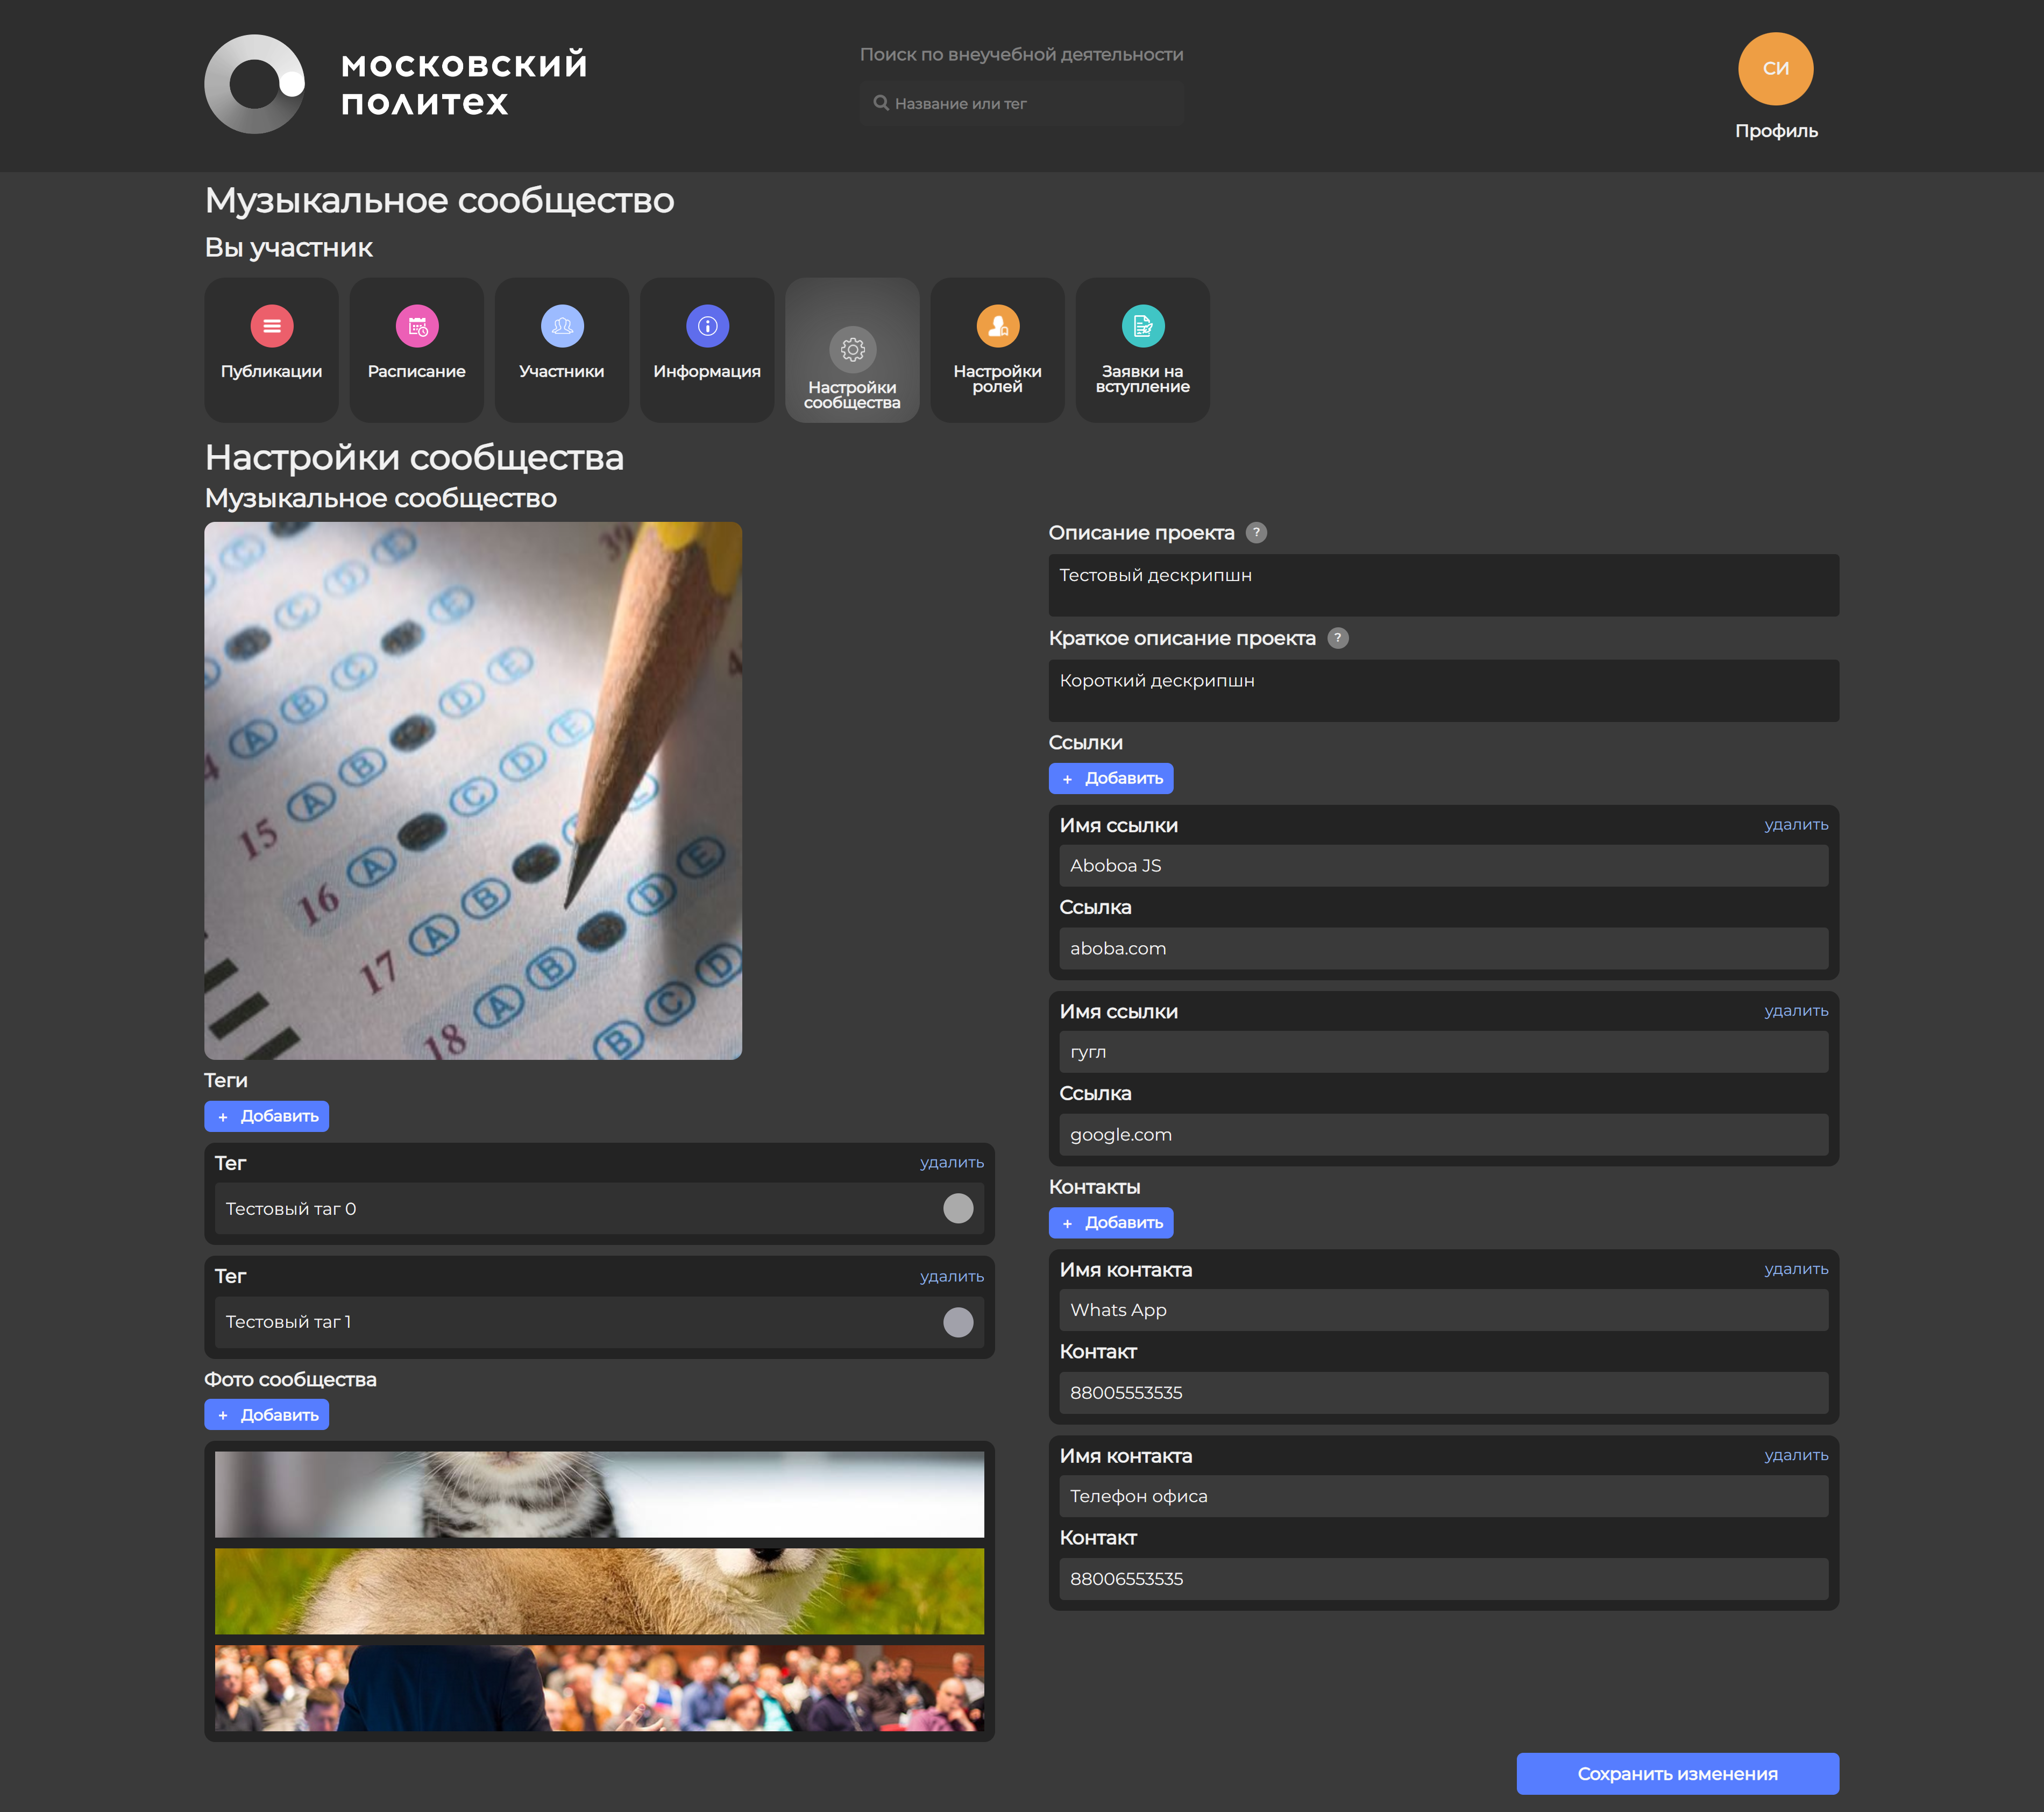 московский
политех
Поиск по внеучебной деятельности
Название или тег
СИ
Профиль
Музыкальное сообщество
Вы участник
Публикации
Расписание
Участники
Информация
Настройки
сообщества
Настройки
ролей
Заявки на
вступление
Настройки сообщества
Музыкальное сообщество
39
C D E
C D E
A B C D E
15 A B C D E
16 A C D E
17 A B D E
18 A B C D
Теги
+ Добавить
Тег
удалить
Тестовый таг 0
Тег
удалить
Тестовый таг 1
Фото сообщества
+ Добавить
Описание проекта ?
Тестовый дескрипшн
Краткое описание проекта ?
Короткий дескрипшн
Ссылки
+ Добавить
Имя ссылки
удалить
Aboboa JS
Ссылка
aboba.com
Имя ссылки
удалить
гугл
Ссылка
google.com
Контакты
+ Добавить
Имя контакта
удалить
Whats App
Контакт
88005553535
Имя контакта
удалить
Телефон офиса
Контакт
88006553535
Сохранить изменения